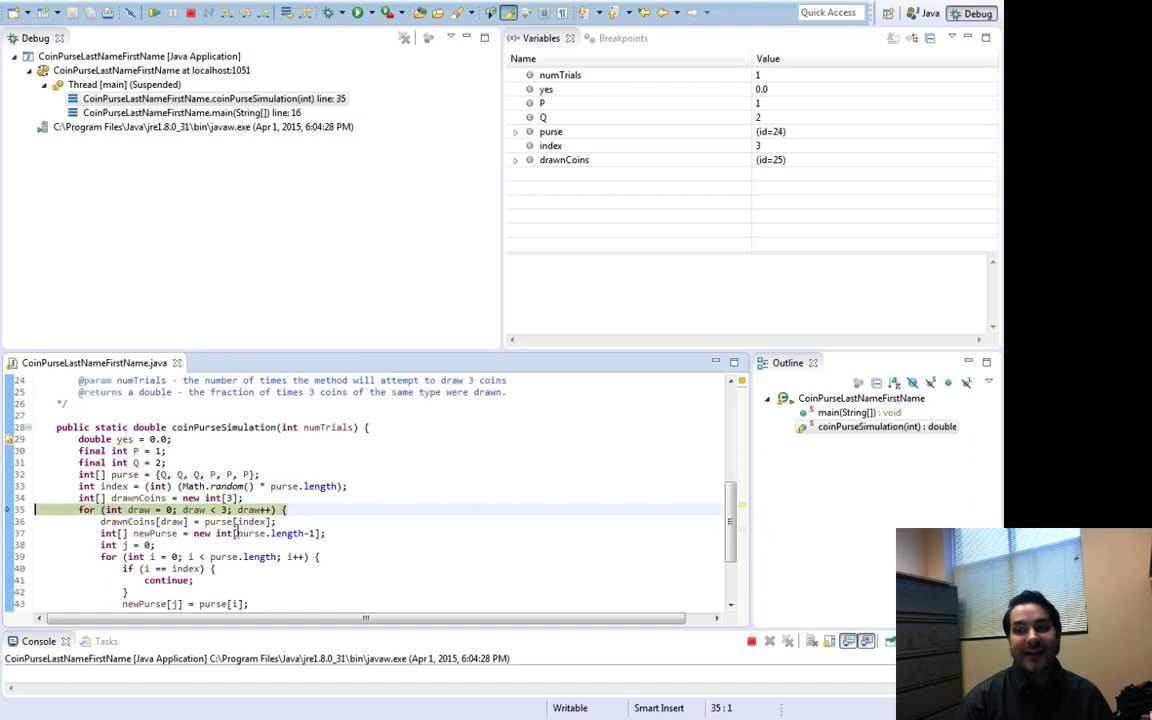 Quick Access
Java
Debug
Debug
CoinPurseLastNameFirstName [Java Application]
CoinPurseLastNameFirstName at localhost:1051
Thread [main] (Suspended)
CoinPurseLastNameFirstName.coinPurseSimulation(int) line: 35
CoinPurseLastNameFirstName.main(String[]) line: 16
C:\Program Files\Java\jre1.8.0_31\bin\javaw.exe (Apr 1, 2015, 6:04:28 PM)
(x)= Variables
Breakpoints
Name Value
numTrials 1
yes 0.0
P 1
Q 2
purse (id=24)
index 3
drawnCoins (id=25)
CoinPurseLastNameFirstName.java
24 @param numTrials - the number of times the method will attempt to draw 3 coins
25 @returns a double - the fraction of times 3 coins of the same type were drawn.
26 */
27
28 public static double coinPurseSimulation(int numTrials) {
29 double yes = 0.0;
30 final int P = 1;
31 final int Q = 2;
32 int[] purse = {Q, Q, Q, P, P, P};
33 int index = (int) (Math.random() * purse.length);
34 int[] drawnCoins = new int[3];
35 for (int draw = 0; draw < 3; draw++) {
36 drawnCoins[draw] = purse[index];
37 int[] newPurse = new int[purse.length-1];
38 int j = 0;
39 for (int i = 0; i < purse.length; i++) {
40 if (i == index) {
41 continue;
42 }
43 newPurse[j] = purse[i];
Outline
CoinPurseLastNameFirstName
main(String[]) : void
coinPurseSimulation(int) : double
Console
Tasks
CoinPurseLastNameFirstName [Java Application] C:\Program Files\Java\jre1.8.0_31\bin\javaw.exe (Apr 1, 2015, 6:04:28 PM)
Writable
Smart Insert
35 : 1